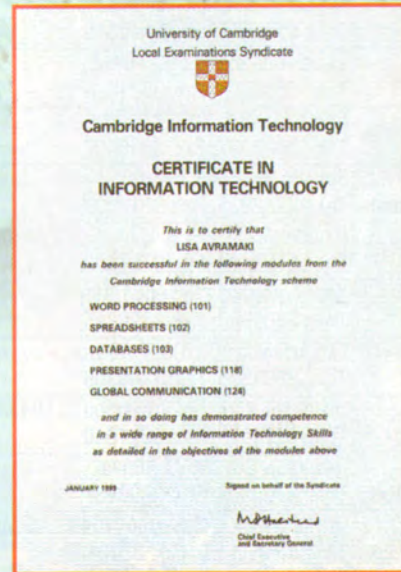 University of Cambridge
Local Examinations Syndicate
Cambridge Information Technology
CERTIFICATE IN
INFORMATION TECHNOLOGY
This is to certify that
LISA AVRAMAKI
has been successful in the following modules from the
Cambridge Information Technology scheme
WORD PROCESSING (101)
SPREADSHEETS (102)
DATABASES (103)
PRESENTATION GRAPHICS (118)
GLOBAL COMMUNICATION (124)
and in so doing has demonstrated competence
in a wide range of Information Technology Skills
as detailed in the objectives of the modules above
JANUARY
Signed on behalf of the Syndicate
Chief Executive
and Secretary General